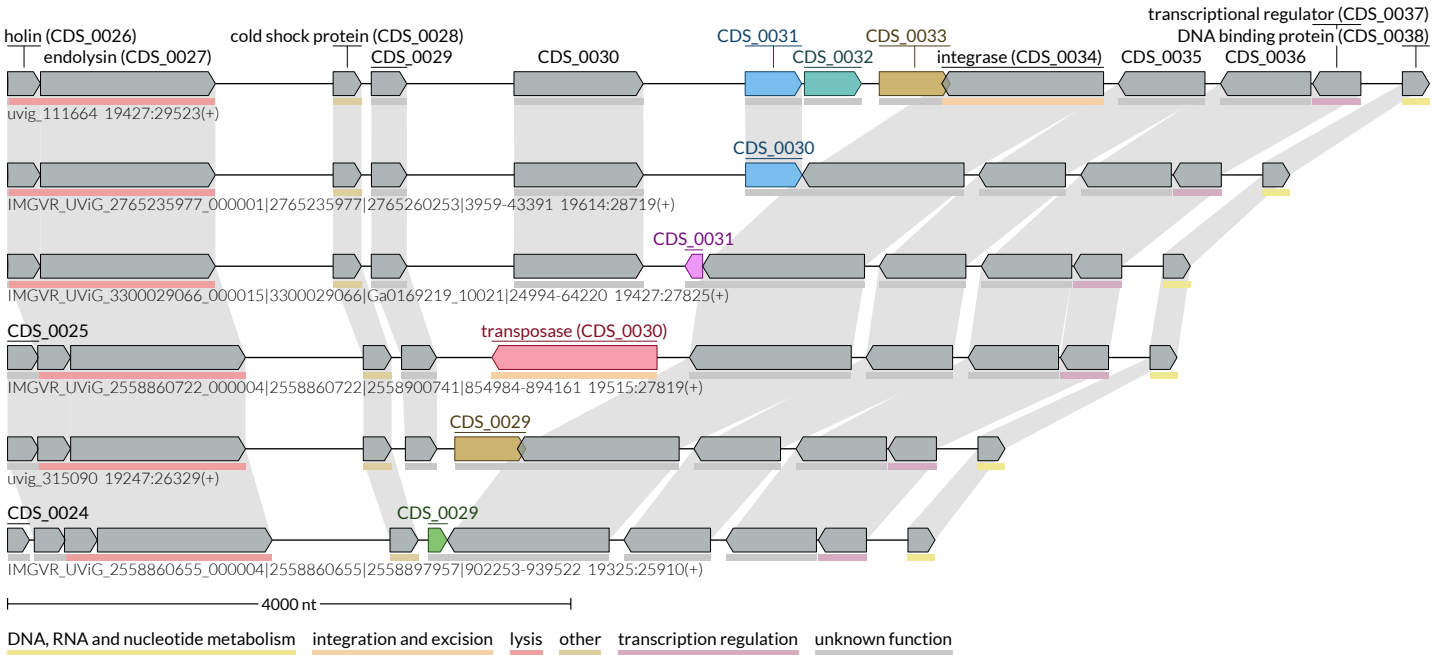 transcriptional regulator (CDS_0037)
holin (CDS_0026) cold shock protein (CDS_0028) CDS_0031 CDS_0033 DNA binding protein (CDS_0038)
endolysin (CDS_0027) CDS_0029 CDS_0030 CDS_0032 integrase (CDS_0034) CDS_0035 CDS_0036
uvig_111664 19427:29523(+)
CDS_0030
IMGVR_UViG_2765235977_000001|2765235977|2765260253|3959-43391 19614:28719(+)
CDS_0031
IMGVR_UViG_3300029066_000015|3300029066|Ga0169219_10021|24994-64220 19427:27825(+)
CDS_0025 transposase (CDS_0030)
IMGVR_UViG_2558860722_000004|2558860722|2558900741|854984-894161 19515:27819(+)
CDS_0029
uvig_315090 19247:26329(+)
CDS_0024 CDS_0029
IMGVR_UViG_2558860655_000004|2558860655|2558897957|902253-939522 19325:25910(+)
4000 nt
DNA, RNA and nucleotide metabolism integration and excision lysis other transcription regulation unknown function